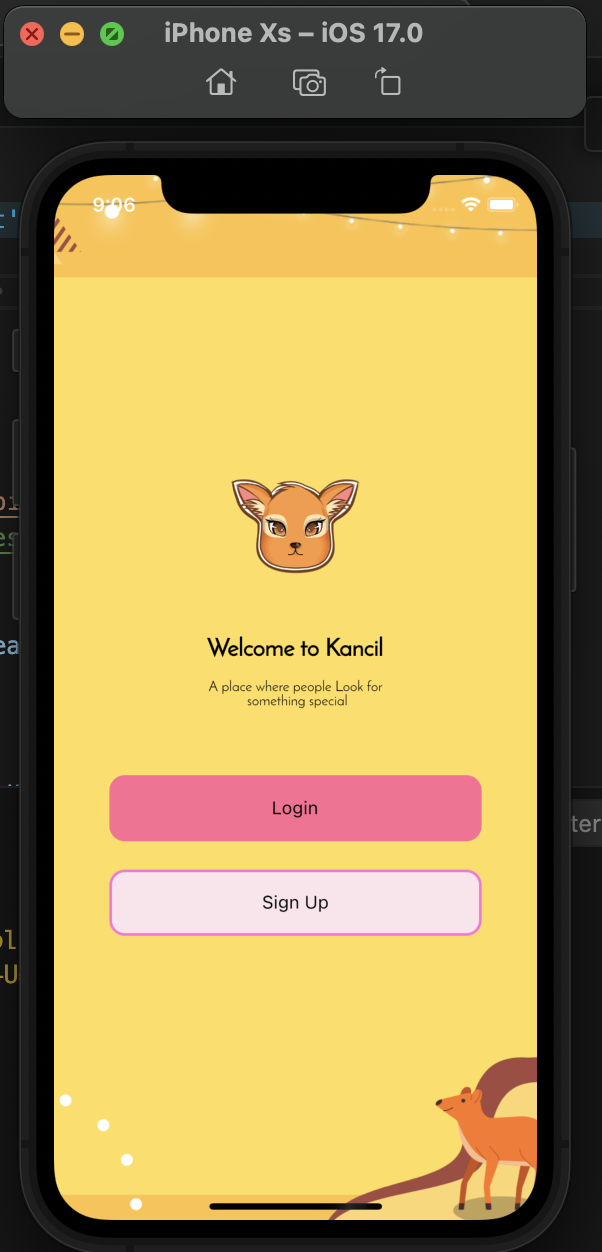 iPhone Xs – iOS 17.0
9:06
Welcome to Kancil
A place where people Look for
something special
Login
Sign Up
ter